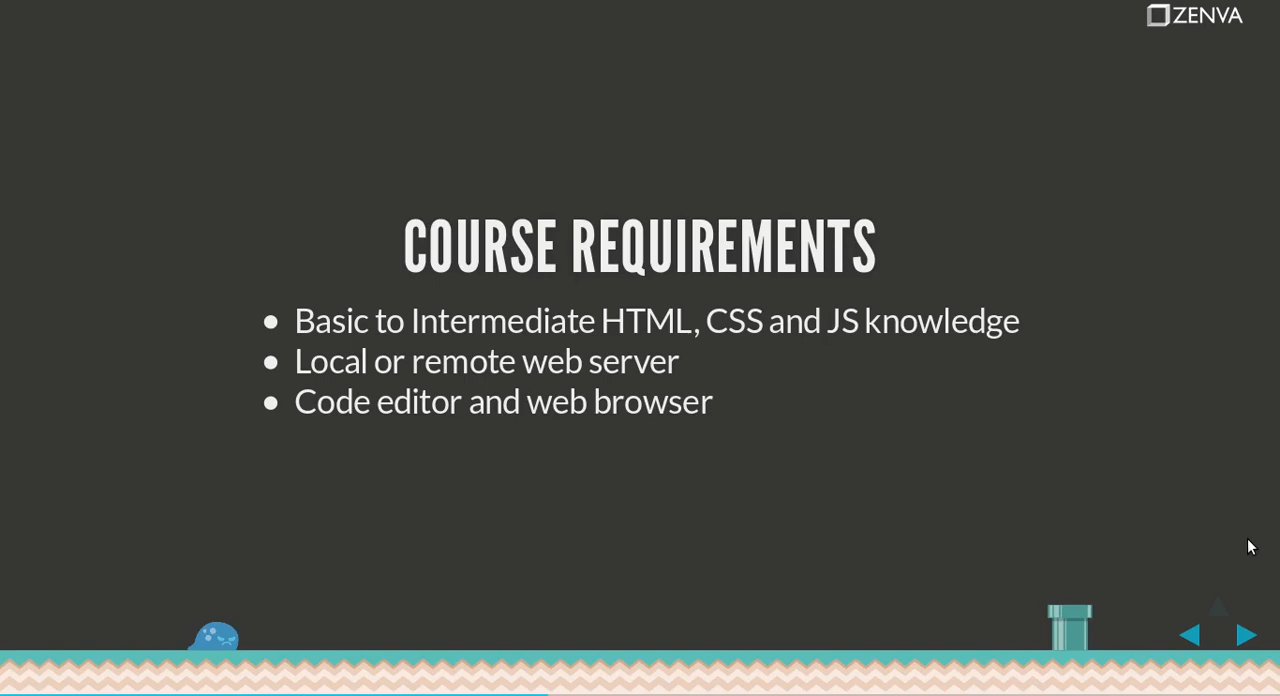 ZENVA
COURSE REQUIREMENTS
• Basic to Intermediate HTML, CSS and JS knowledge
• Local or remote web server
• Code editor and web browser